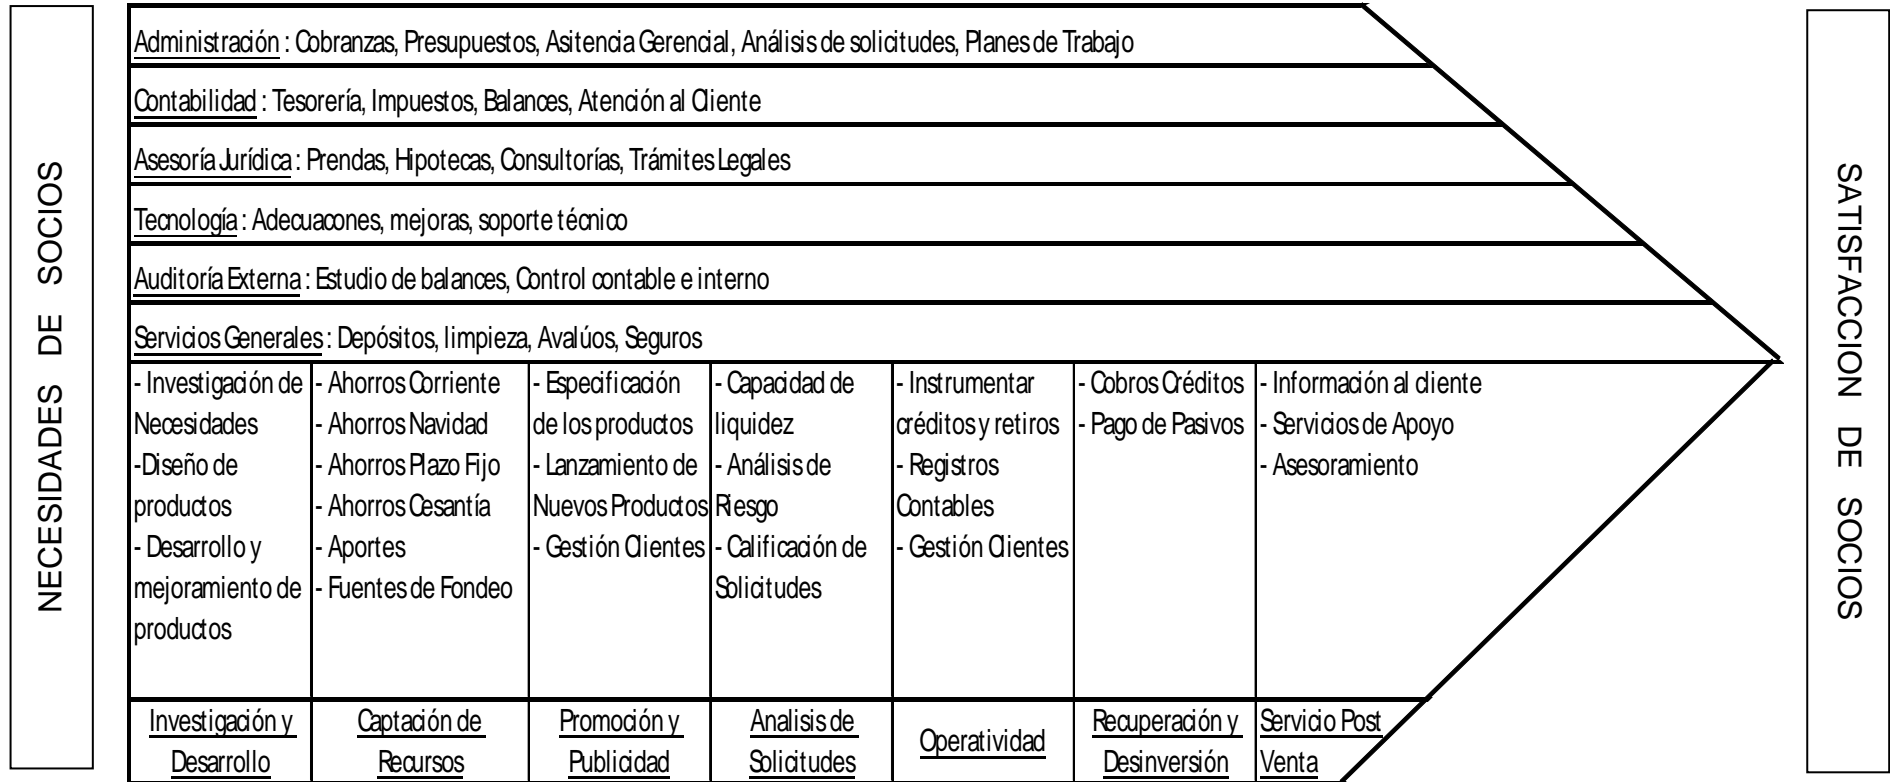 NECESIDADES DE SOCIOS
Administración : Cobranzas, Presupuestos, Asitencia Gerencial, Análisis de solicitudes, Planes de Trabajo
Contabilidad : Tesorería, Impuestos, Balances, Atención al Cliente
Asesoría Jurídica : Prendas, Hipotecas, Consultorías, Trámites Legales
Tecnología : Adecuacones, mejoras, soporte técnico
Auditoría Externa : Estudio de balances, Control contable e interno
Servicios Generales : Depósitos, limpieza, Avalúos, Seguros
- Investigación de
Necesidades
-Diseño de
productos
- Desarrollo y
mejoramiento de
productos
Investigación y
Desarrollo
- Ahorros Corriente
- Ahorros Navidad
- Ahorros Plazo Fijo
- Ahorros Cesantía
- Aportes
- Fuentes de Fondeo
Captación de
Recursos
- Especificación
de los productos
- Lanzamiento de
Nuevos Productos
- Gestión Clientes
Promoción y
Publicidad
- Capacidad de
liquidez
- Análisis de
Riesgo
- Calificación de
Solicitudes
Analisis de
Solicitudes
- Instrumentar
créditos y retiros
- Registros
Contables
- Gestión Clientes
Operatividad
- Cobros Créditos
- Pago de Pasivos
Recuperación y
Desinversión
- Información al cliente
- Servicios de Apoyo
- Asesoramiento
Servicio Post
Venta
SATISFACCION DE SOCIOS